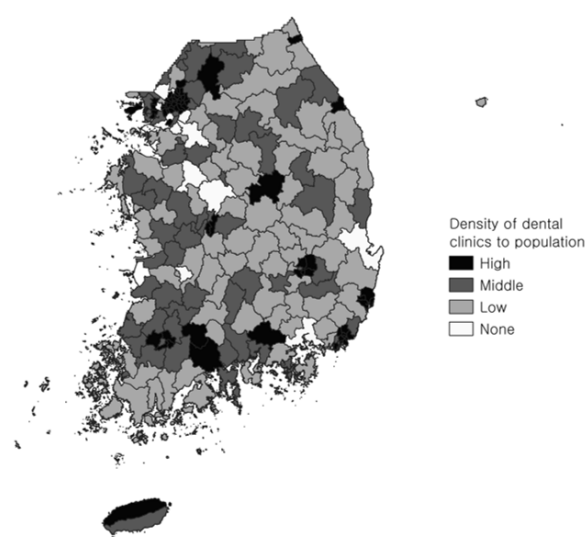 Density of dental
clinics to population
High
Middle
Low
None